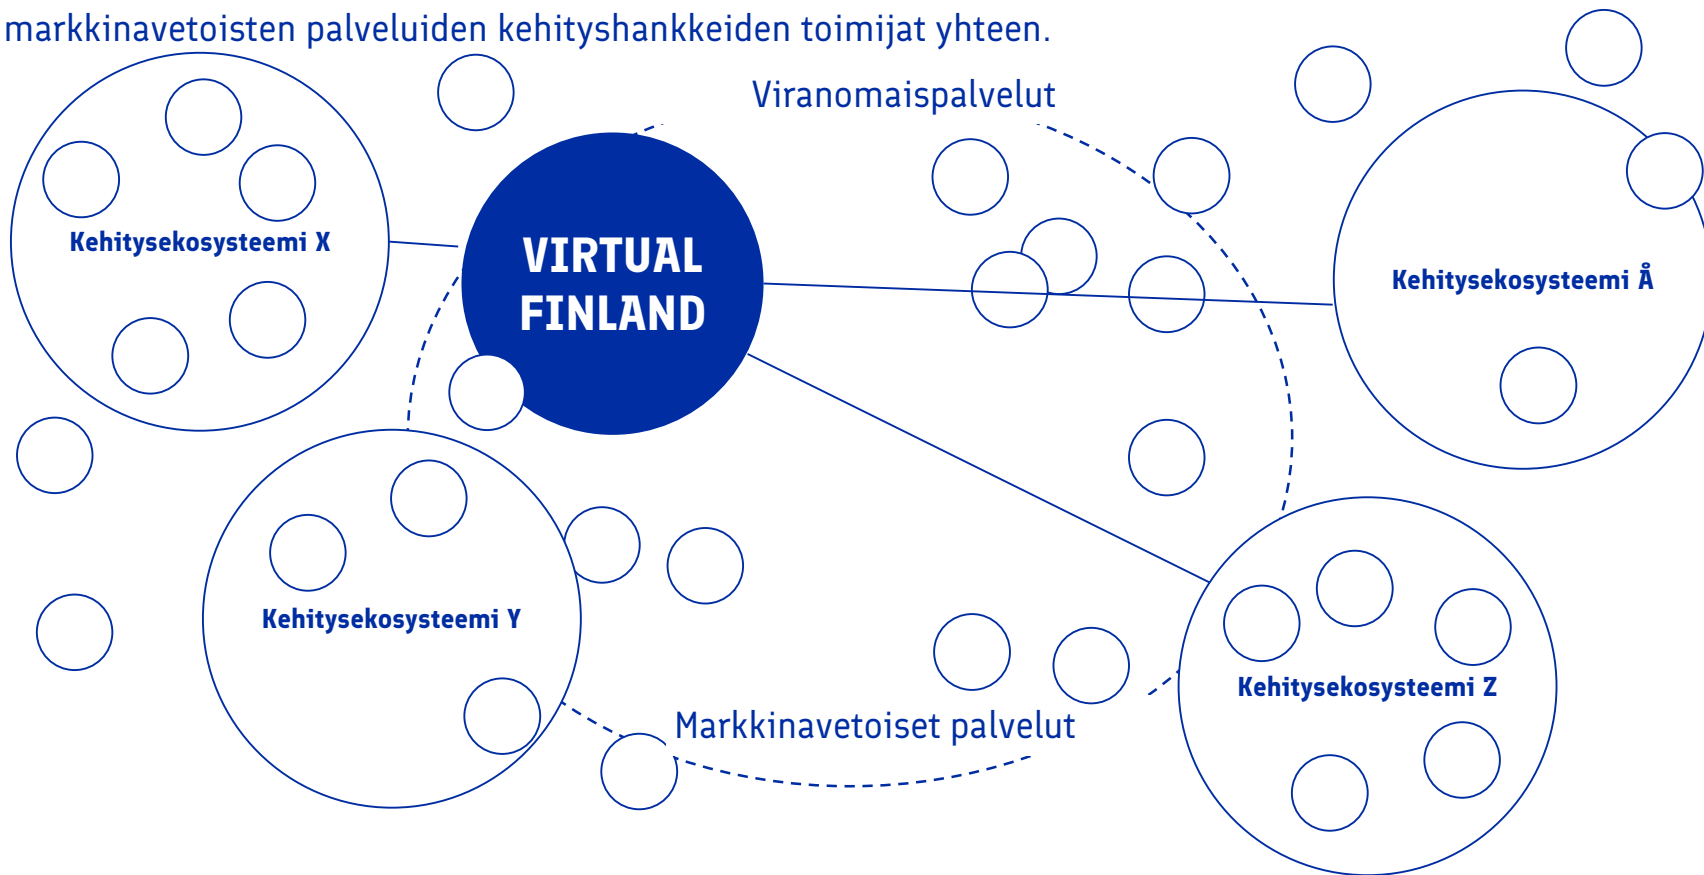 markkinavetoisten palveluiden kehityshankkeiden toimijat yhteen.
Viranomaispalvelut
Kehitysekosysteemi X
VIRTUAL
FINLAND
Kehitysekosysteemi Å
Kehitysekosysteemi Y
Kehitysekosysteemi Z
Markkinavetoiset palvelut